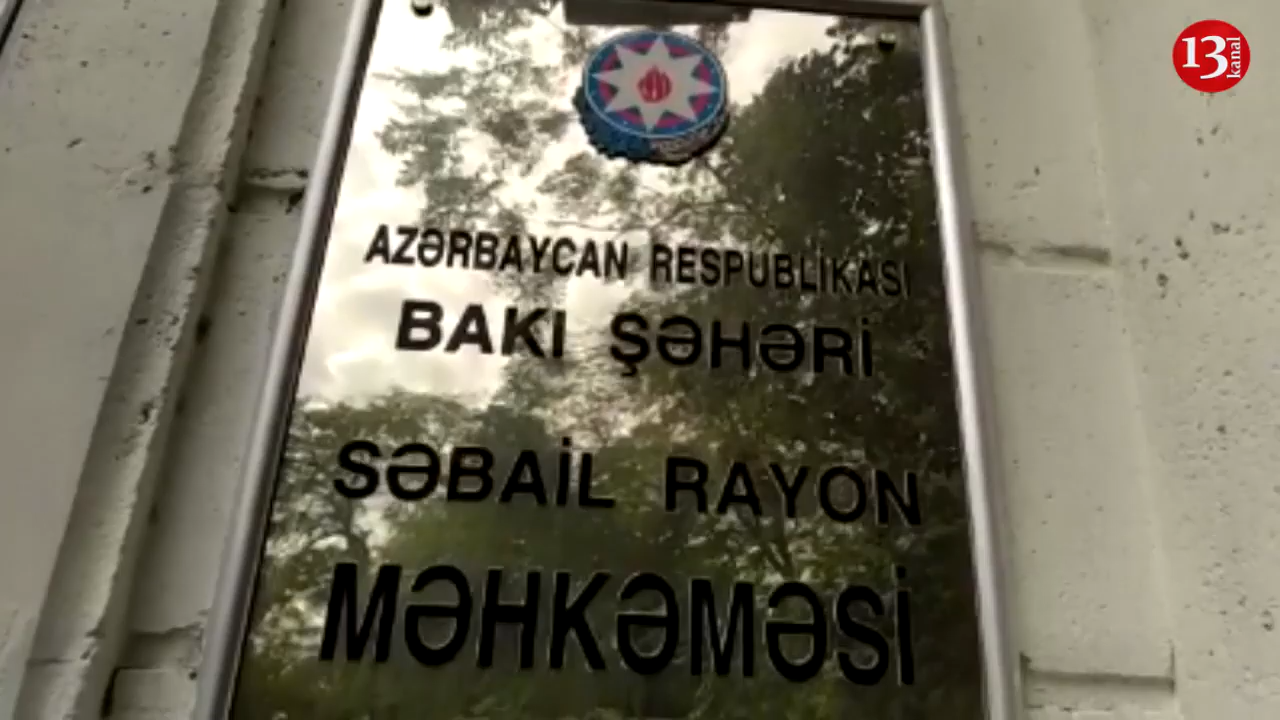 13 kanal
AZƏRBAYCAN RESPUBLİKASI
BAKI ŞƏHƏRİ
SƏBAİL RAYON
MƏHKƏMƏSİ